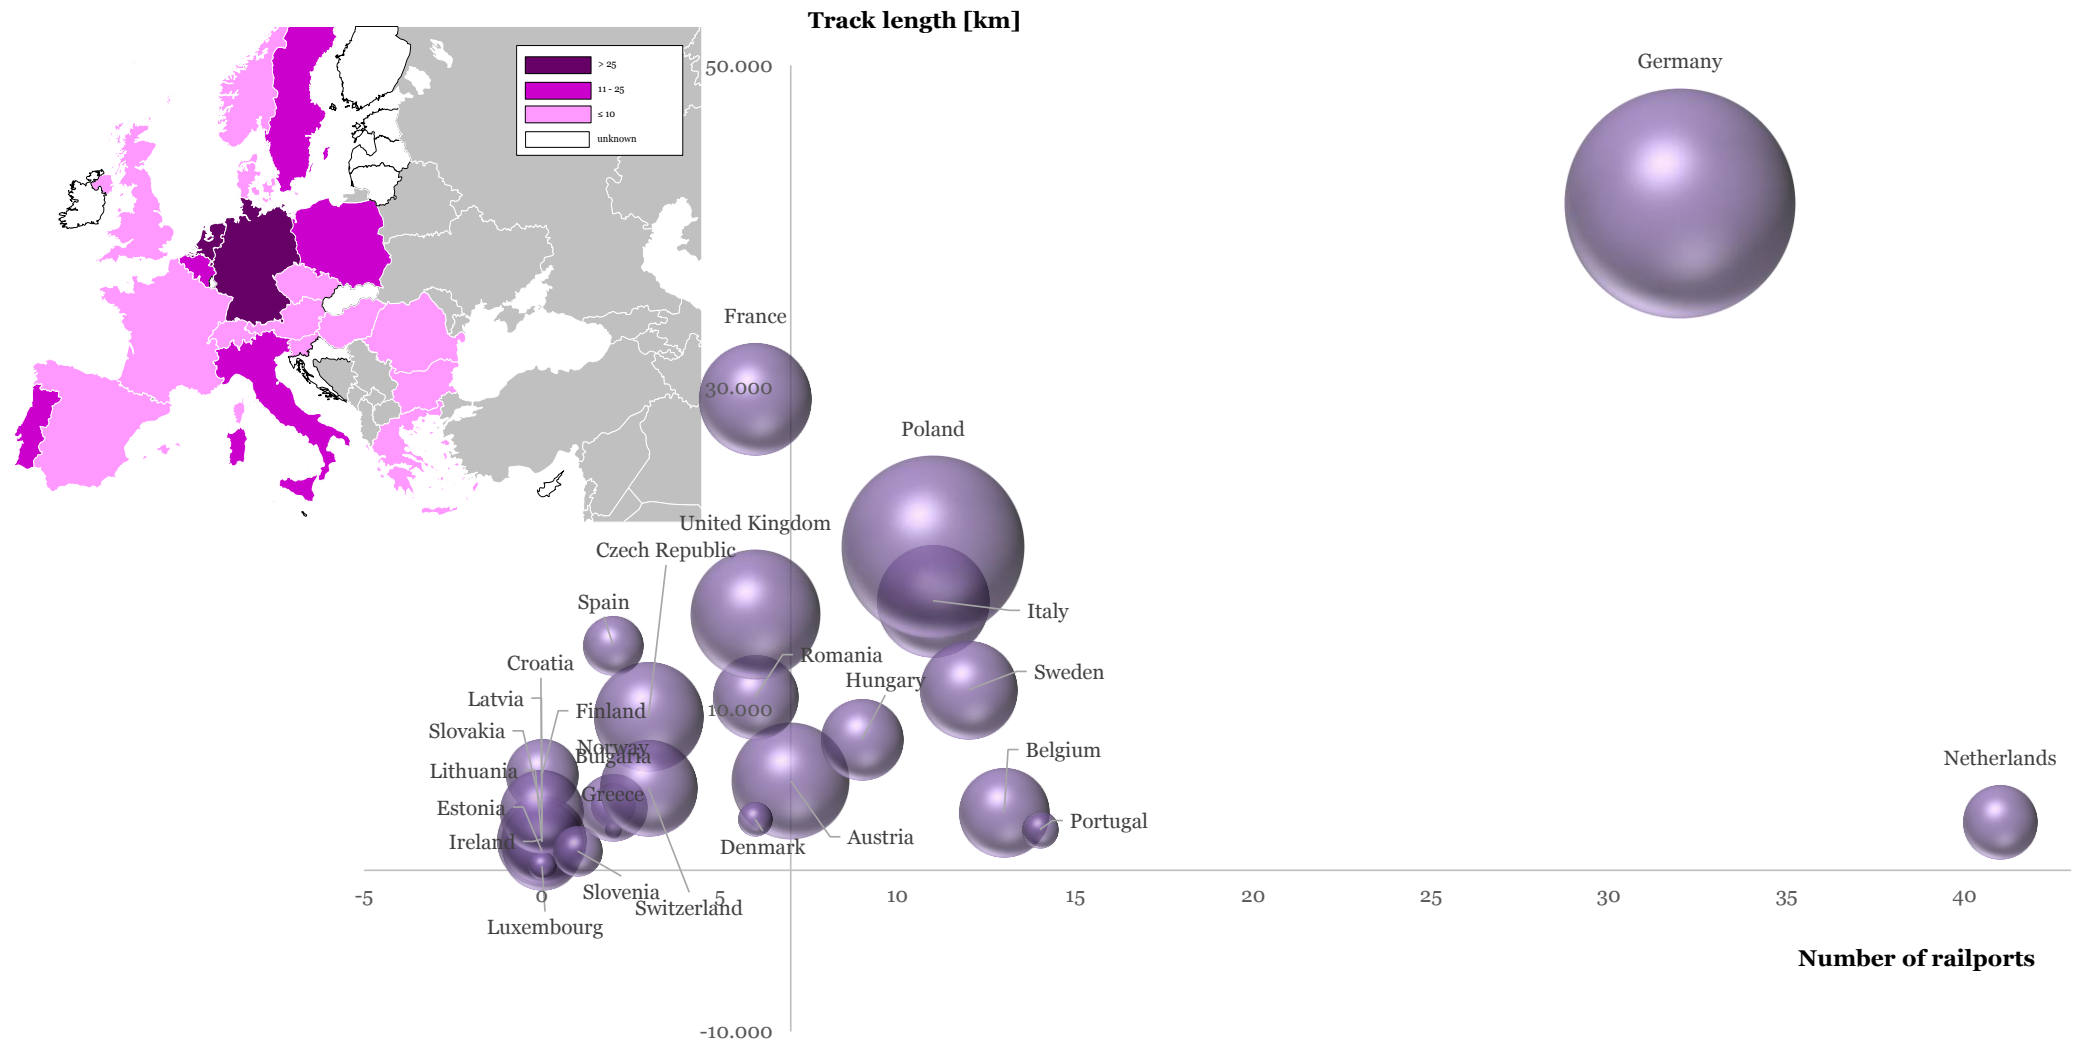 Track length [km]
> 25
11 - 25
≤ 10
unknown
50.000
Germany
France
30.000
Poland
United Kingdom
Czech Republic
Spain
Italy
Romania
Croatia
Sweden
Hungary
Latvia
Finland
10.000
Slovakia
Norway
Bulgaria
Belgium
Netherlands
Lithuania
Greece
Estonia
Portugal
Ireland
Denmark
Austria
Slovenia
Switzerland
Luxembourg
-5
0
5
10
15
20
25
30
35
40
Number of railports
-10.000